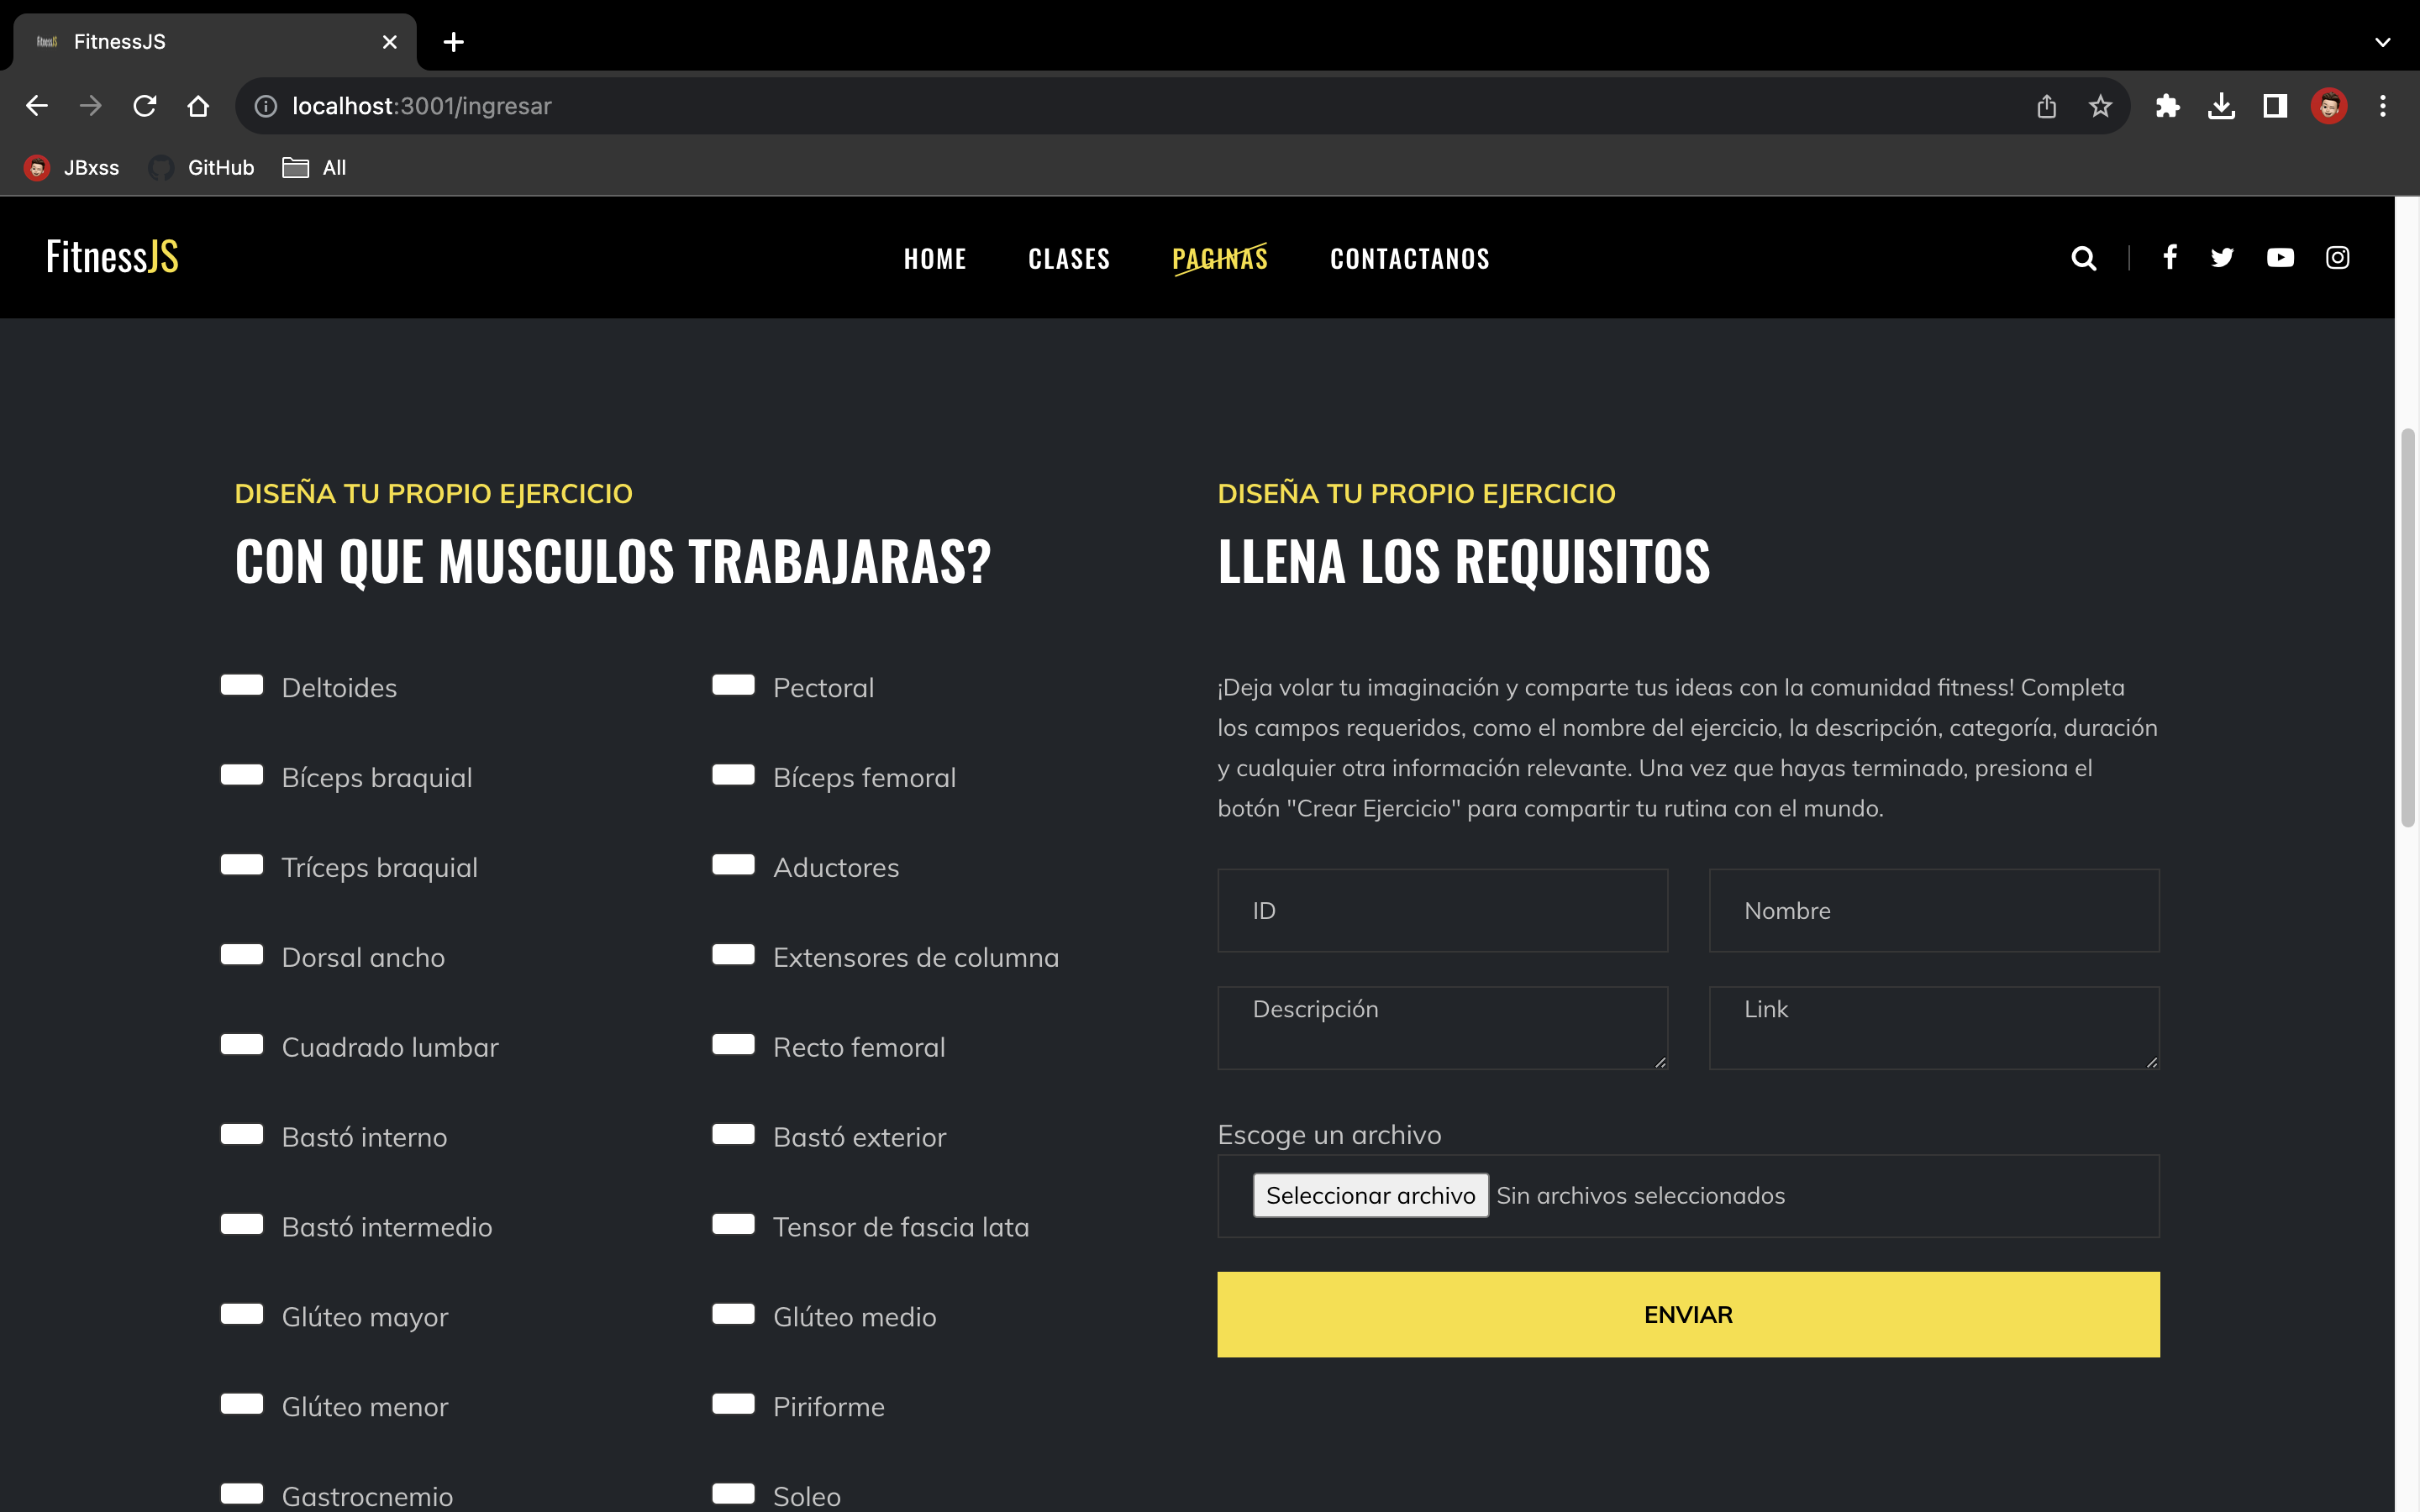 FitnessJS
localhost:3001/ingresar
JBxss GitHub All
FitnessJS HOME CLASES PAGINAS CONTACTANOS
DISEÑA TU PROPIO EJERCICIO
CON QUE MUSCULOS TRABAJARAS?
Deltoides Pectoral
Bíceps braquial Bíceps femoral
Tríceps braquial Aductores
Dorsal ancho Extensores de columna
Cuadrado lumbar Recto femoral
Bastó interno Bastó exterior
Bastó intermedio Tensor de fascia lata
Glúteo mayor Glúteo medio
Glúteo menor Piriforme
Gastrocnemio Soleo
DISEÑA TU PROPIO EJERCICIO
LLENA LOS REQUISITOS
¡Deja volar tu imaginación y comparte tus ideas con la comunidad fitness! Completa
los campos requeridos, como el nombre del ejercicio, la descripción, categoría, duración
y cualquier otra información relevante. Una vez que hayas terminado, presiona el
botón "Crear Ejercicio" para compartir tu rutina con el mundo.
ID Nombre
Descripción Link
Escoge un archivo
Seleccionar archivo Sin archivos seleccionados
ENVIAR